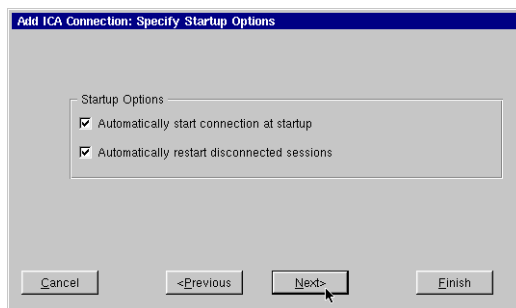 Add ICA Connection: Specify Startup Options
Startup Options
Automatically start connection at startup
Automatically restart disconnected sessions
Cancel
<Previous
Next>
Finish